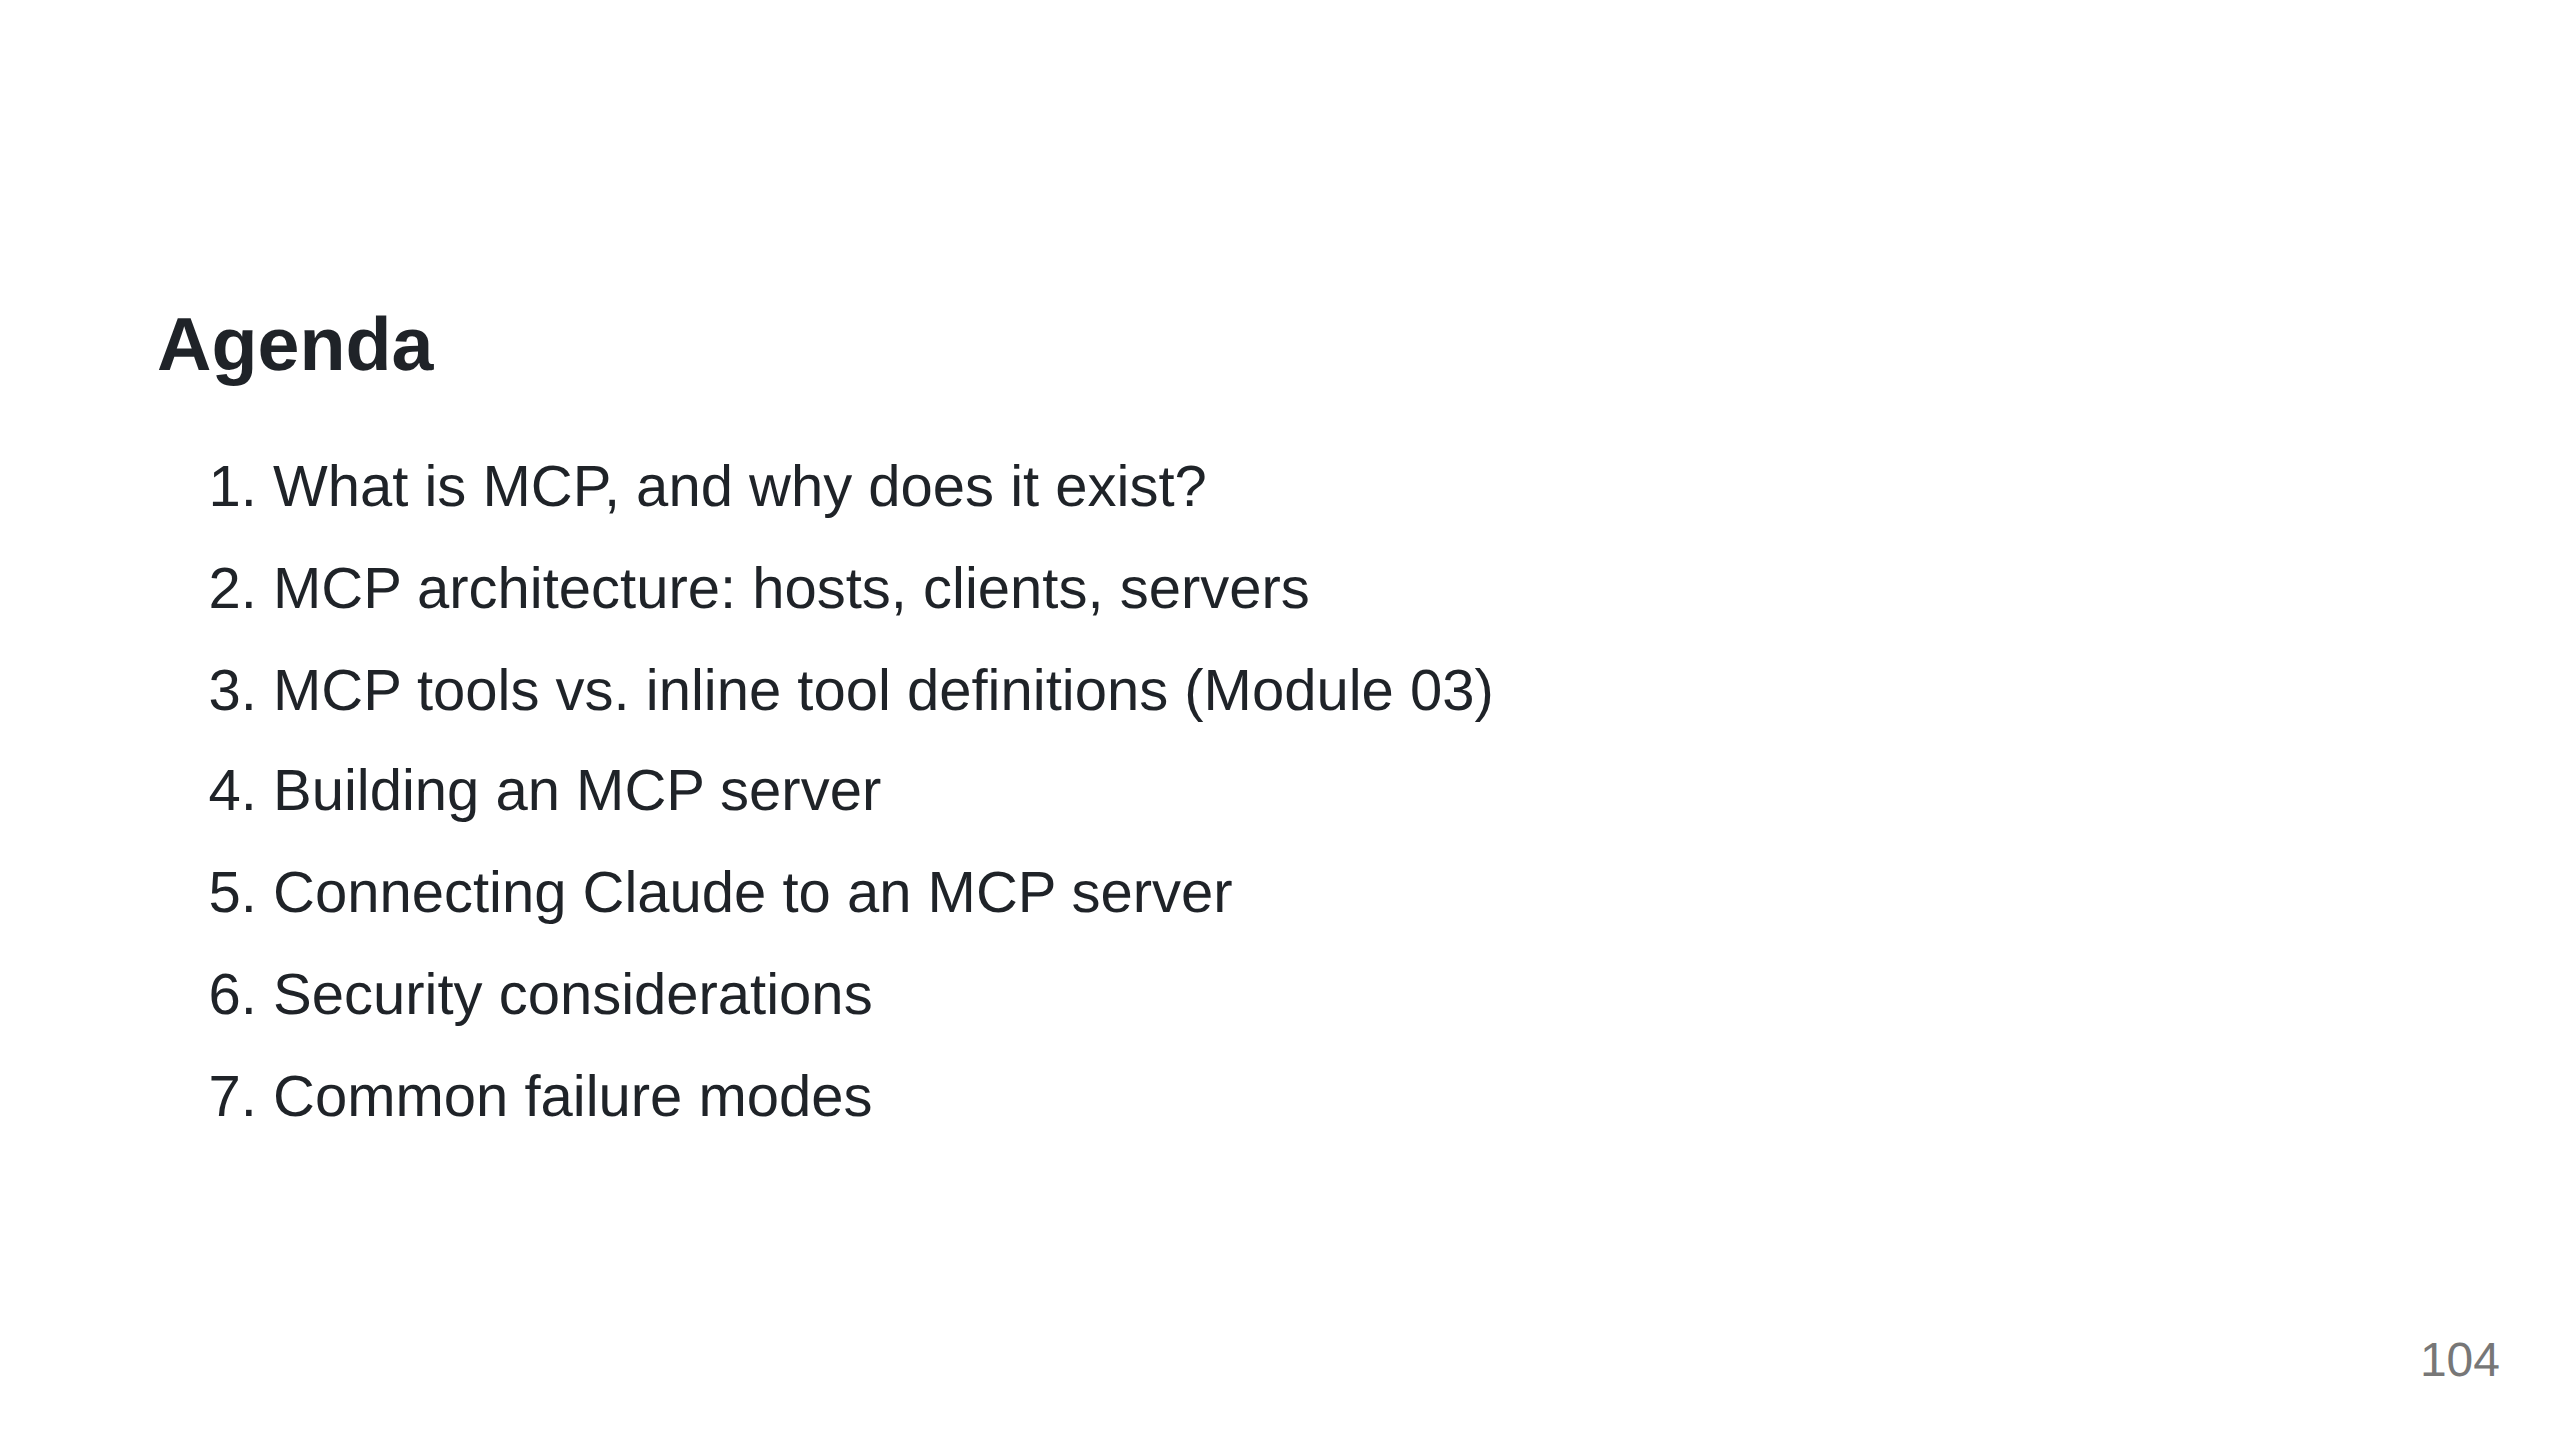 Agenda
1. What is MCP, and why does it exist?
2. MCP architecture: hosts, clients, servers
3. MCP tools vs. inline tool definitions (Module 03)
4. Building an MCP server
5. Connecting Claude to an MCP server
6. Security considerations
7. Common failure modes
104